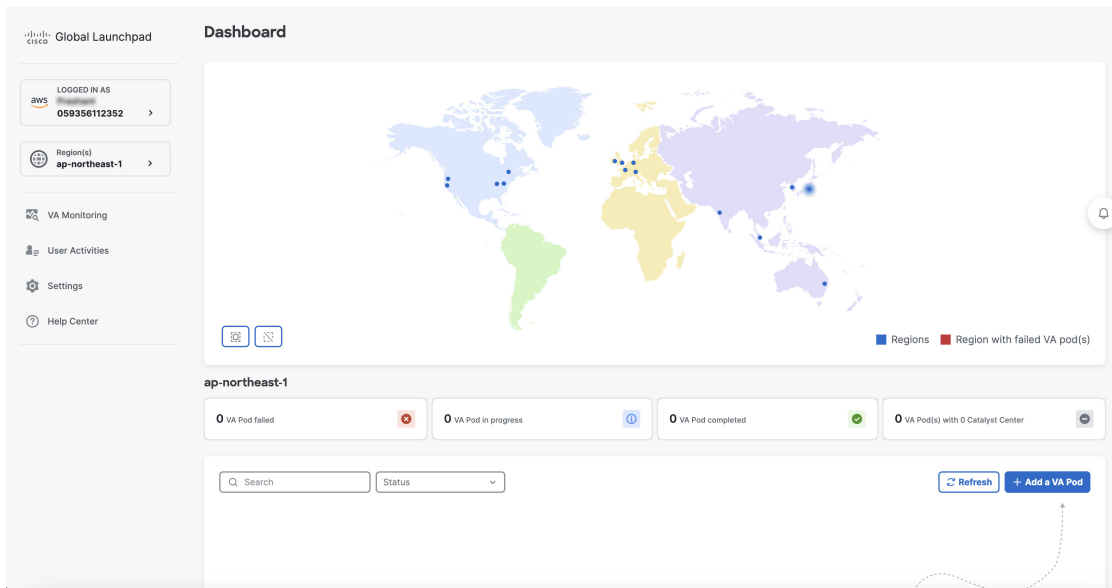 CISCO
Global Launchpad
aws
LOGGED IN AS
059356112352
Region(s)
ap-northeast-1
VA Monitoring
User Activities
Settings
Help Center
Dashboard
Regions
Region with failed VA pod(s)
ap-northeast-1
0 VA Pod failed
0 VA Pod in progress
0 VA Pod completed
0 VA Pod(s) with 0 Catalyst Center
Search
Status
Refresh
+ Add a VA Pod